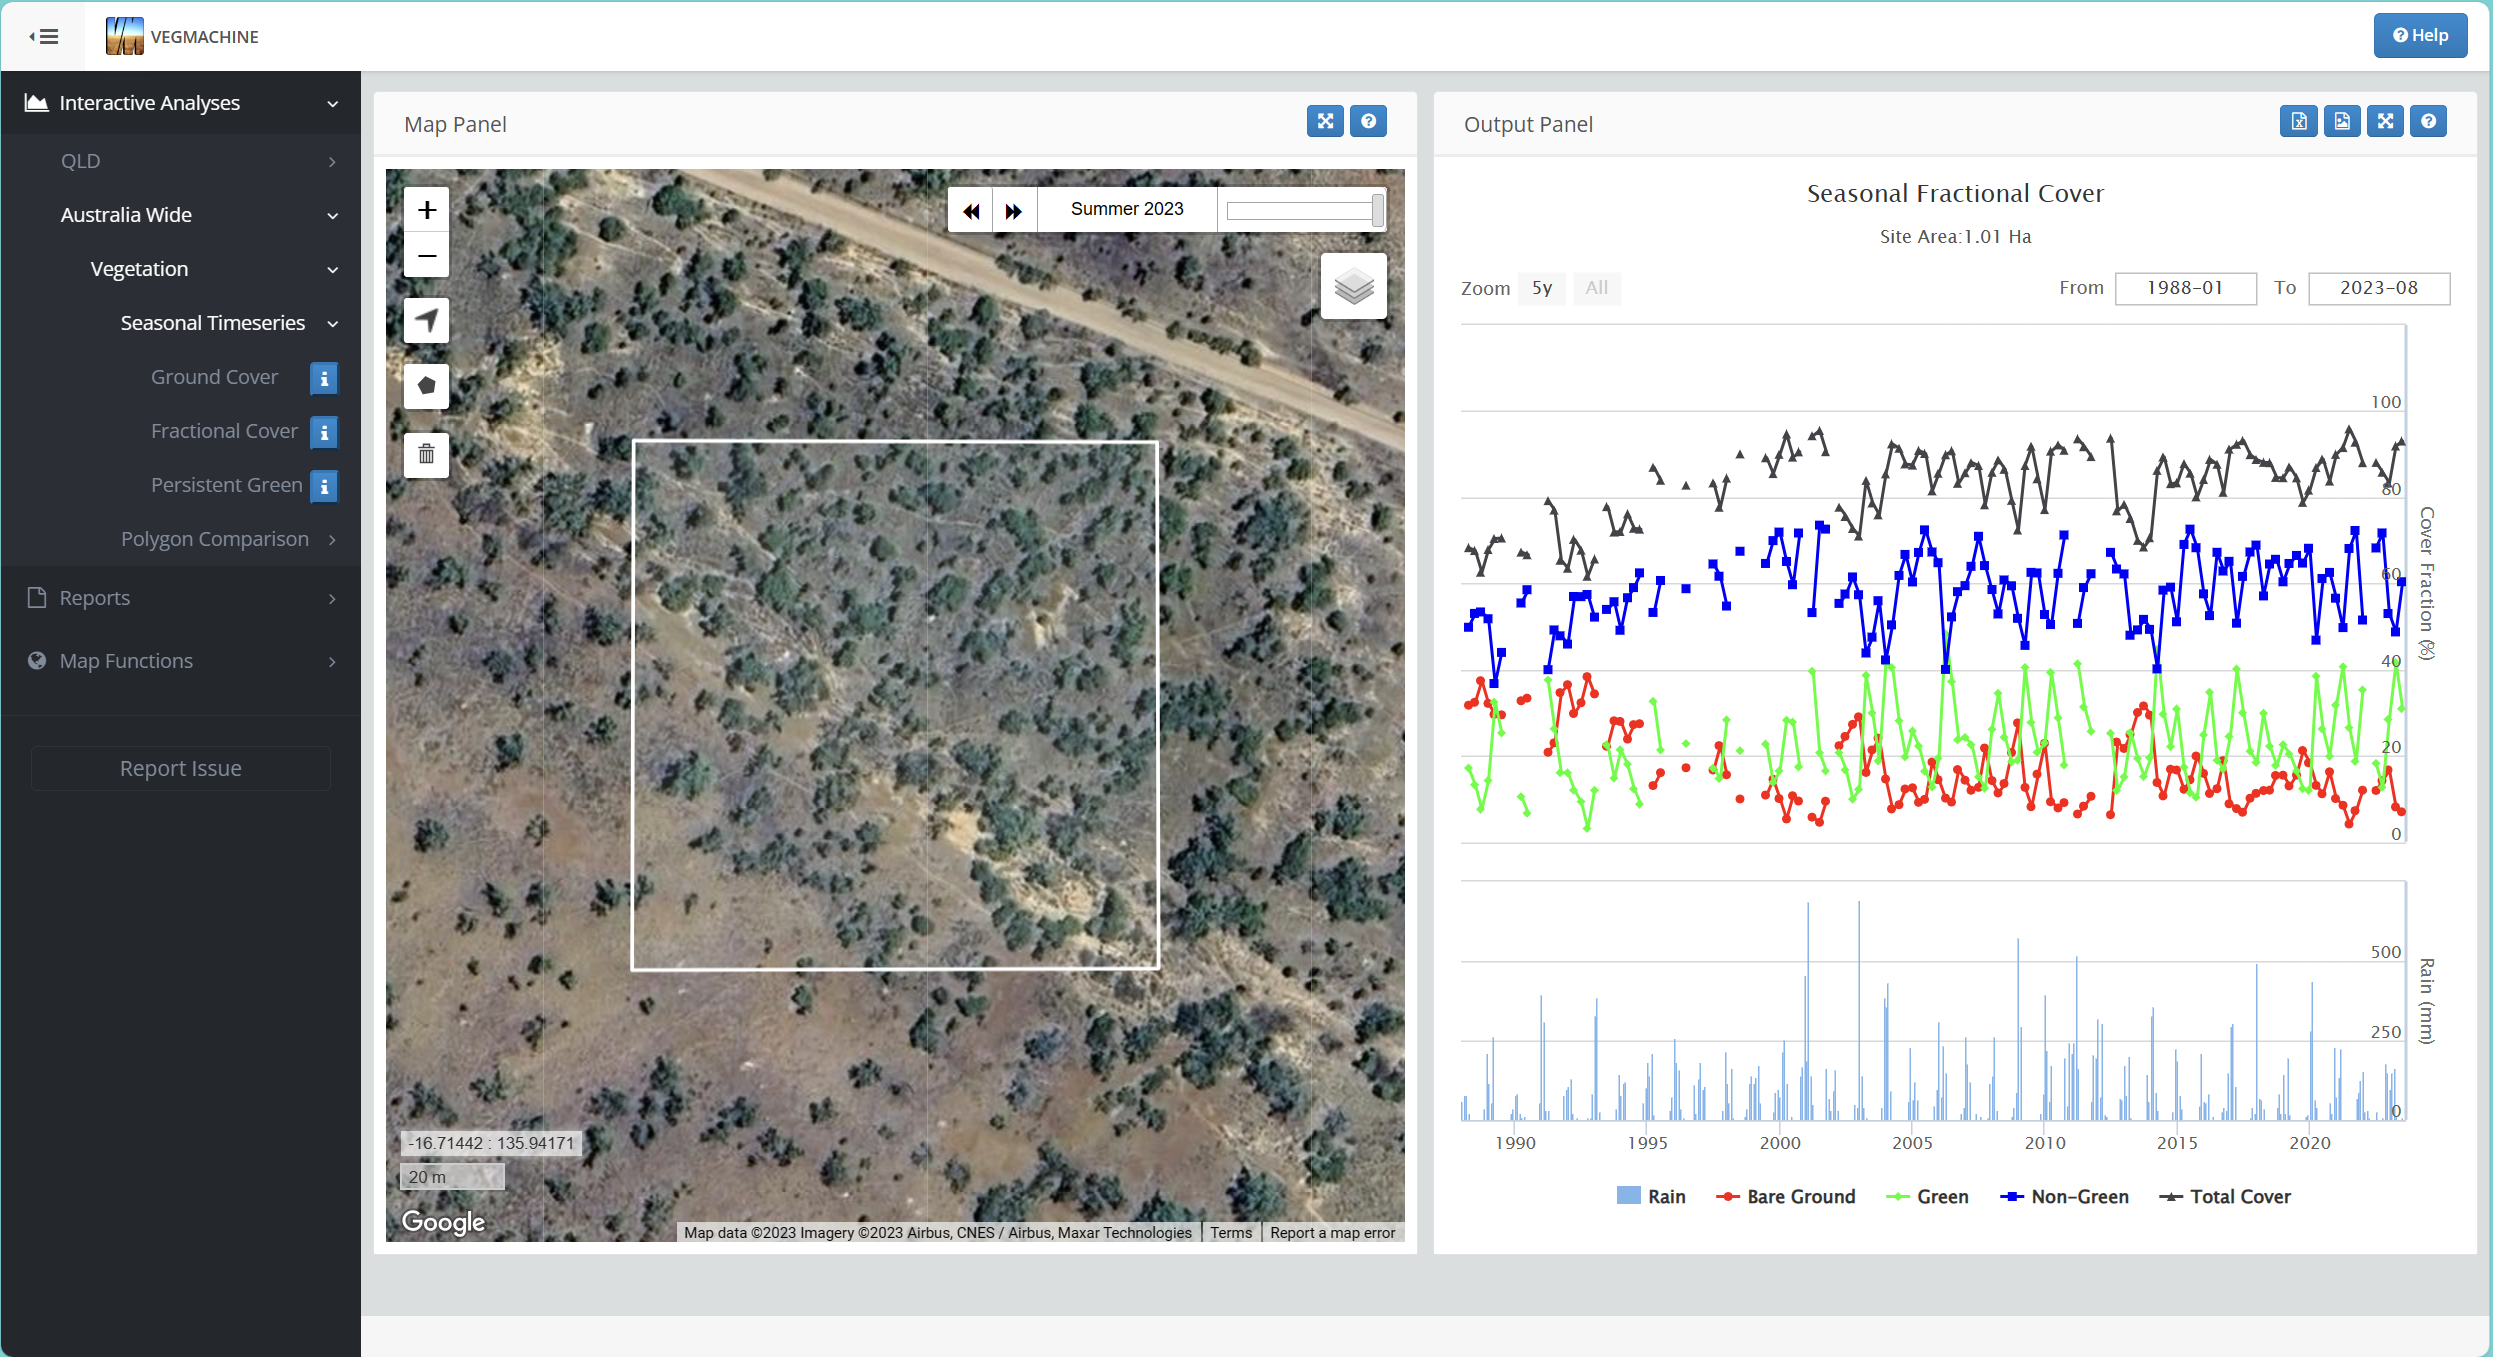 VEGMACHINE
Help
Interactive Analyses
QLD
Australia Wide
Vegetation
Seasonal Timeseries
Ground Cover
Fractional Cover
Persistent Green
Polygon Comparison
Reports
Map Functions
Report Issue
Map Panel
+
Summer 2023
−
-16.71442 : 135.94171
20 m
Google
Map data ©2023 Imagery ©2023 Airbus, CNES / Airbus, Maxar Technologies
Terms
Report a map error
Output Panel
Seasonal Fractional Cover
Site Area:1.01 Ha
Zoom 5y All
From 1988-01 To 2023-08
100
80
60
40
20
0
Cover Fraction (%)
500
250
0
Rain (mm)
1990 1995 2000 2005 2010 2015 2020
Rain Bare Ground Green Non-Green Total Cover